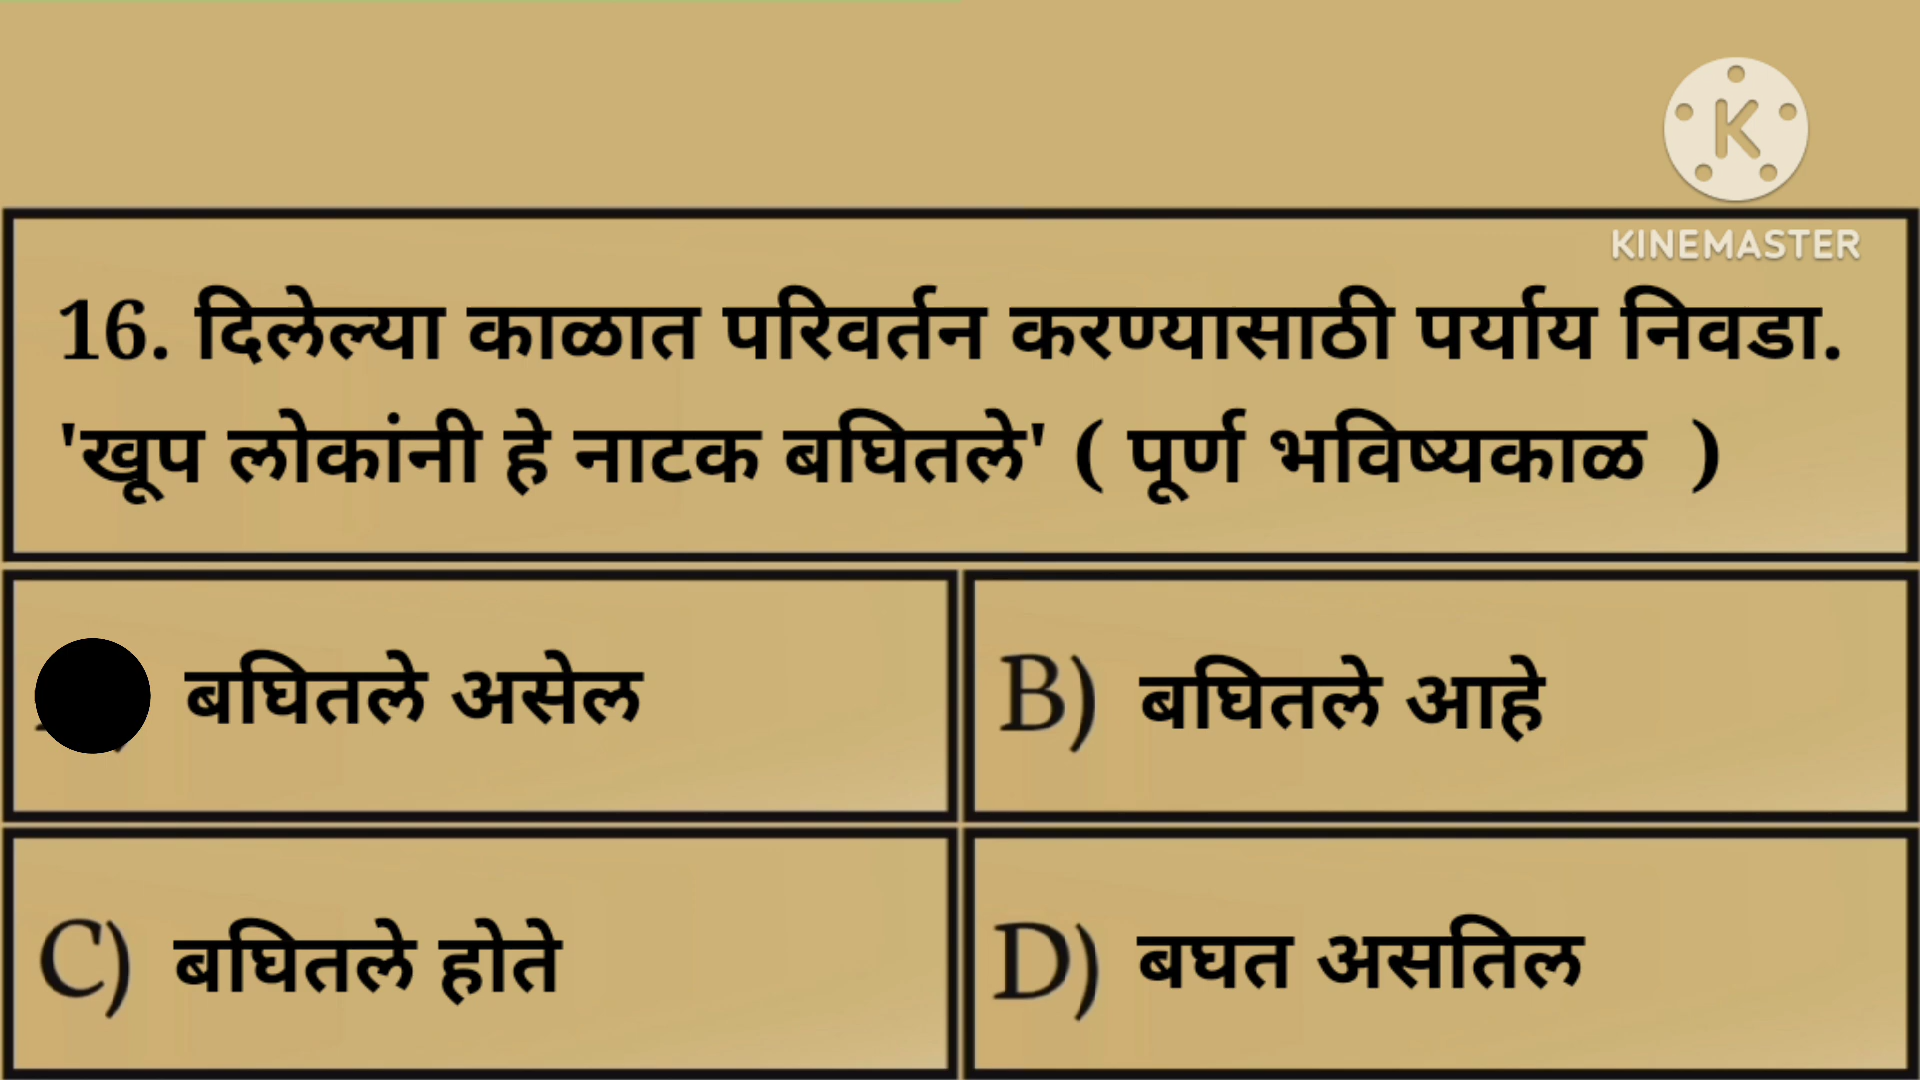 KINEMASTER
16. दिलेल्या काळात परिवर्तन करण्यासाठी पर्याय निवडा.
'खूप लोकांनी हे नाटक बघितले' ( पूर्ण भविष्यकाळ )
बघितले असेल
B) बघितले आहे
C) बघितले होते
D) बघत असतिल